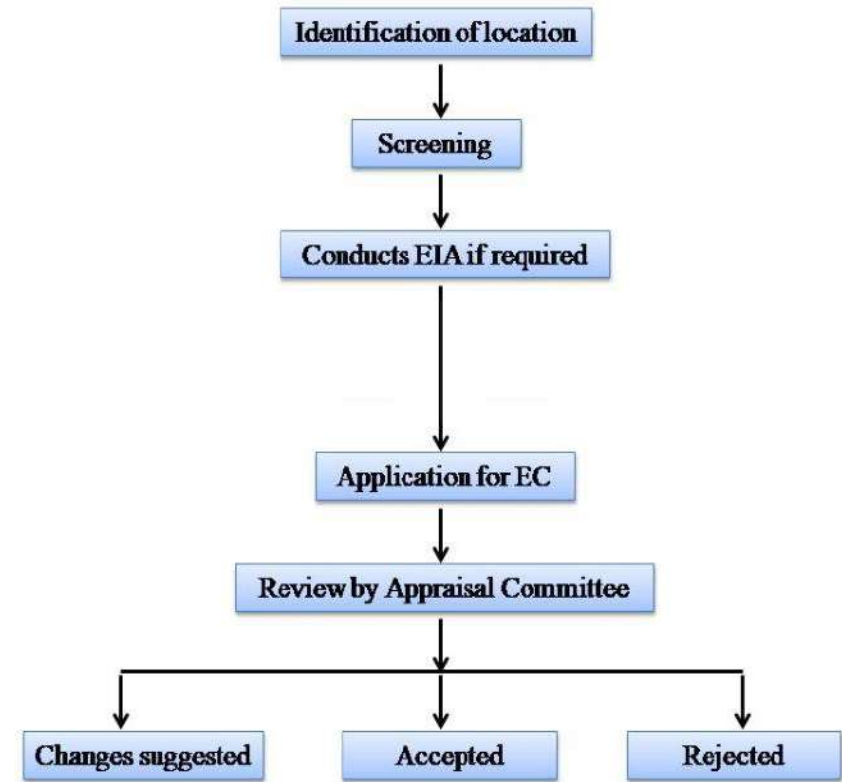 Identification of location
Screening
Conducts EIA if required
Application for EC
Review by Appraisal Committee
Changes suggested
Accepted
Rejected